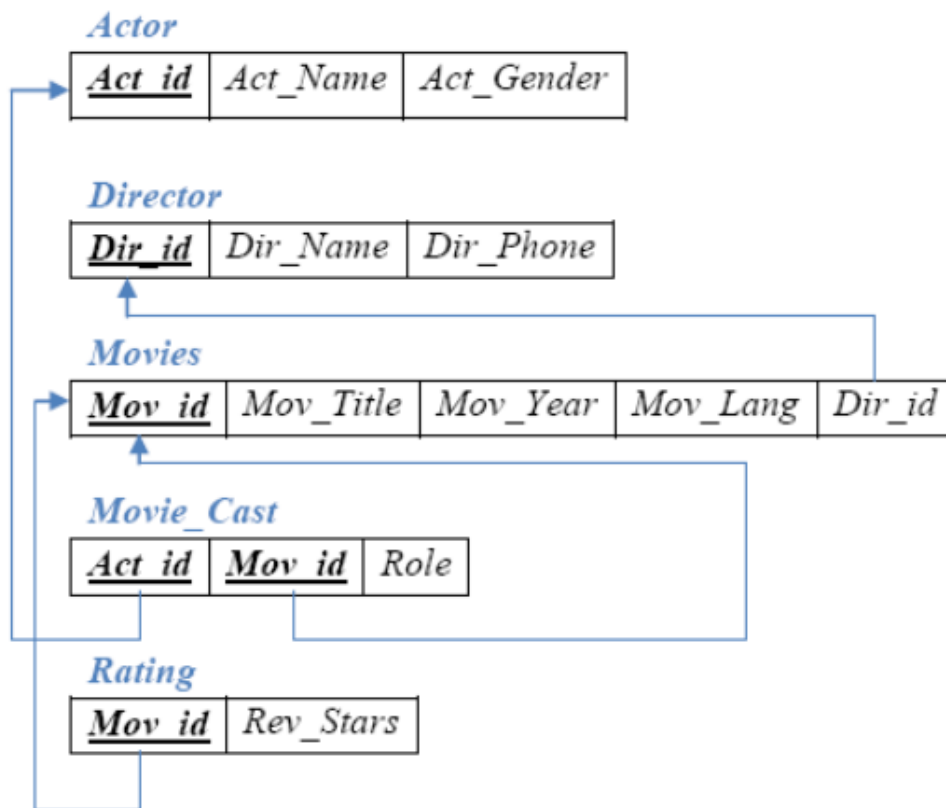 Actor
Act_id Act_Name Act_Gender
Director
Dir_id Dir_Name Dir_Phone
Movies
Mov_id Mov_Title Mov_Year Mov_Lang Dir_id
Movie_Cast
Act_id Mov_id Role
Rating
Mov_id Rev_Stars